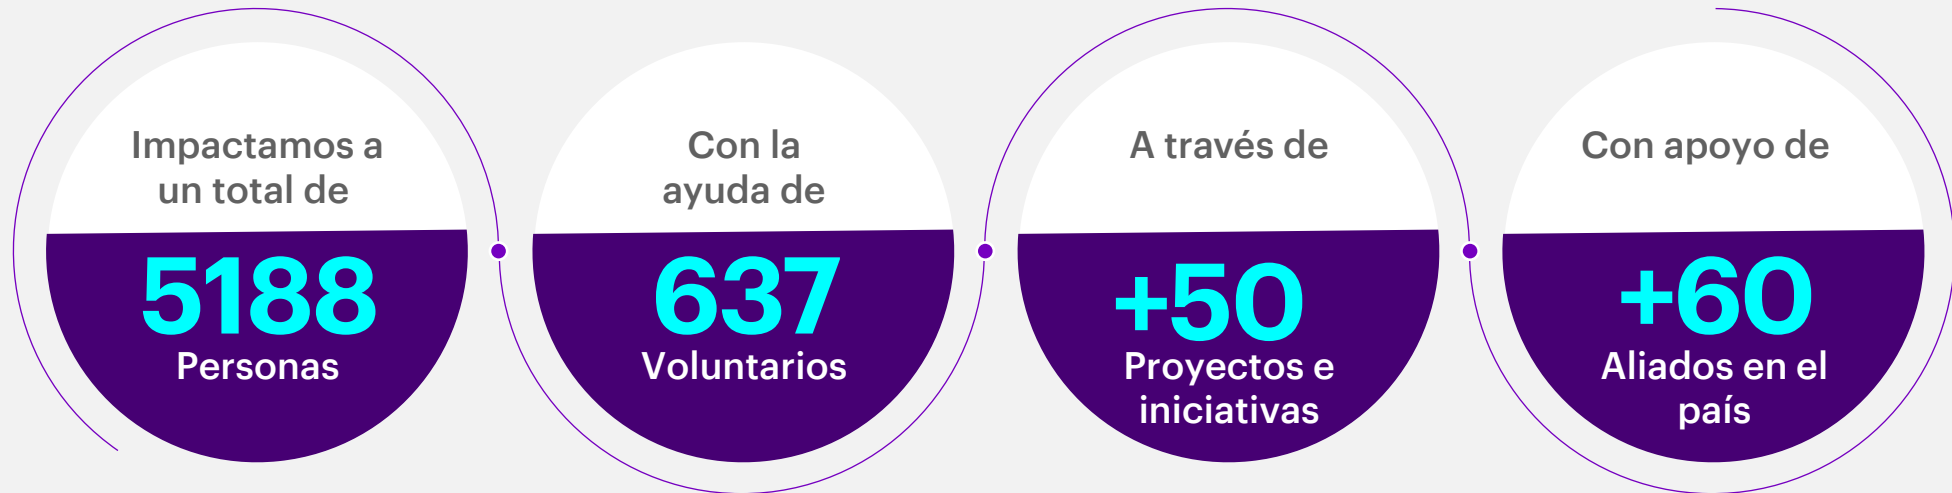 Impactamos a
un total de
5188
Personas
Con la
ayuda de
637
Voluntarios
A través de
+50
Proyectos e
iniciativas
Con apoyo de
+60
Aliados en el
país